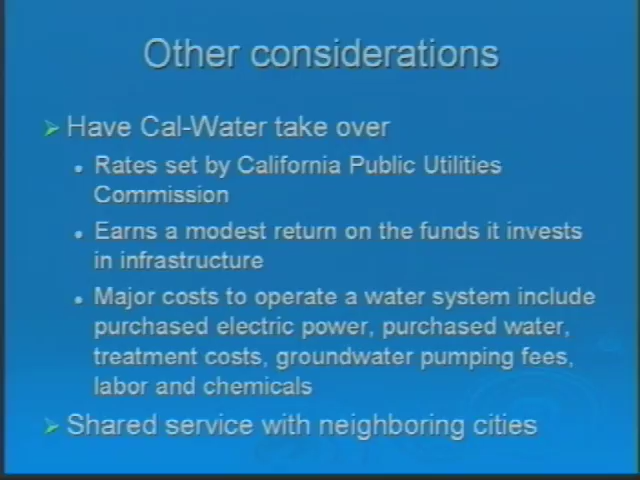 Other considerations
Have Cal-Water take over
Rates set by California Public Utilities
Commission
Earns a modest return on the funds it invests
in infrastructure
Major costs to operate a water system include
purchased electric power, purchased water,
treatment costs, groundwater pumping fees,
labor and chemicals
Shared service with neighboring cities